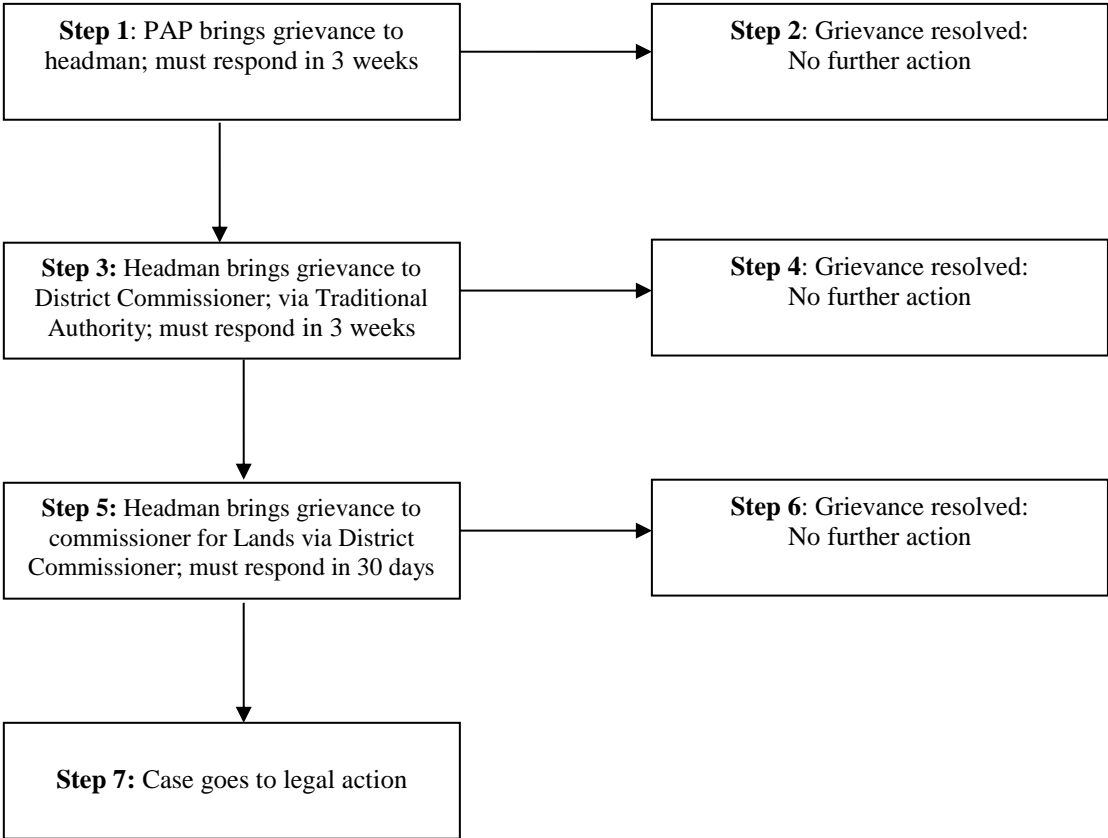 Step 1: PAP brings grievance to
headman; must respond in 3 weeks
Step 2: Grievance resolved:
No further action
Step 3: Headman brings grievance to
District Commissioner; via Traditional
Authority; must respond in 3 weeks
Step 4: Grievance resolved:
No further action
Step 5: Headman brings grievance to
commissioner for Lands via District
Commissioner; must respond in 30 days
Step 6: Grievance resolved:
No further action
Step 7: Case goes to legal action